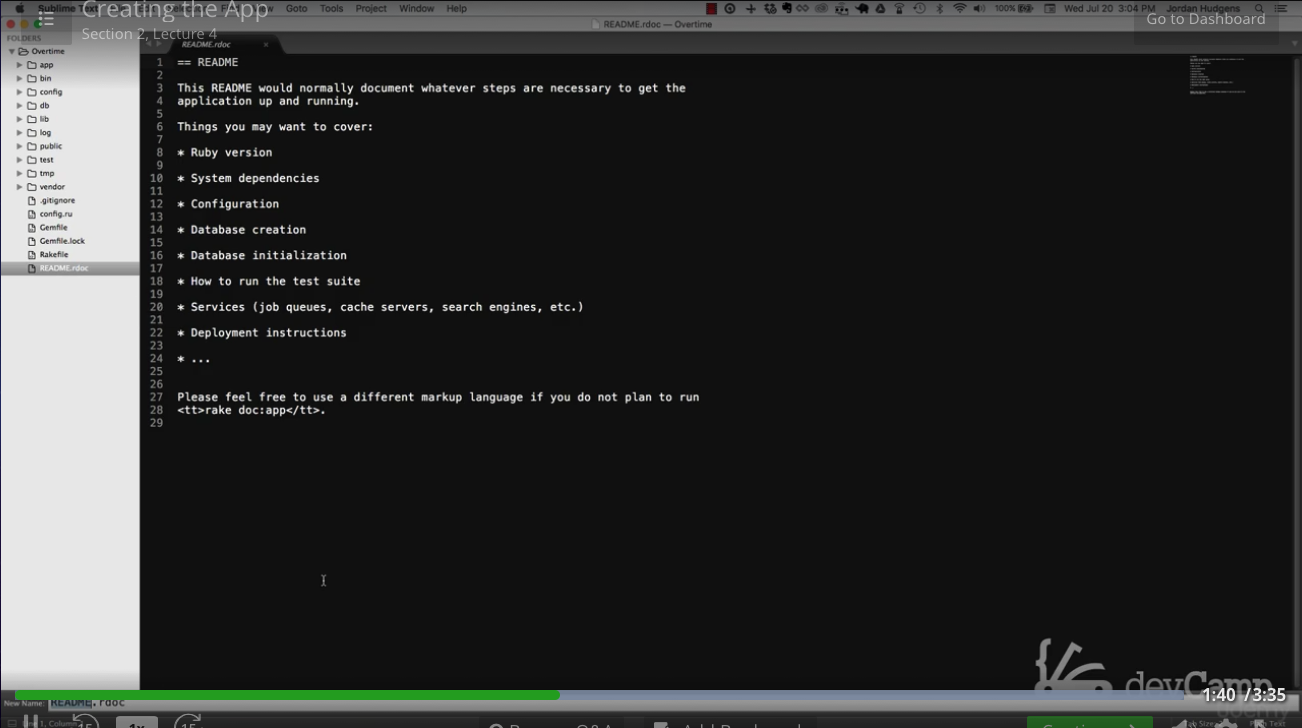 Creating the App
Section 2, Lecture 4
Sublime Text
Goto Tools Project Window Help
100%
Wed Jul 20 3:04 PM Jordan Hudgens
README.rdoc — Overtime
Go to Dashboard
FOLDERS
Overtime
app
bin
config
db
lib
log
public
test
tmp
vendor
.gitignore
config.ru
Gemfile
Gemfile.lock
Rakefile
README.rdoc
README.rdoc ×
1 == README
2
3 This README would normally document whatever steps are necessary to get the
4 application up and running.
5
6 Things you may want to cover:
7
8 * Ruby version
9
10 * System dependencies
11
12 * Configuration
13
14 * Database creation
15
16 * Database initialization
17
18 * How to run the test suite
19
20 * Services (job queues, cache servers, search engines, etc.)
21
22 * Deployment instructions
23
24 * ...
25
26
27 Please feel free to use a different markup language if you do not plan to run
28 <tt>rake doc:app</tt>.
29
devCamp
1:40 / 3:35
New Name: README.rdoc
15 1x 15
udemy